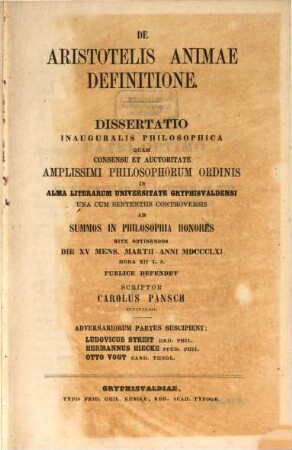 DE
ARISTOTELIS ANIMAE
DEFINITIONE.
DISSERTATIO
INAUGURALIS PHILOSOPHICA
QUAM
CONSENSU ET AUCTORITATE
AMPLISSIMI PHILOSOPHORUM ORDINIS
IN
ALMA LITERARUM UNIVERSITATE GRYPHISVALDENSI
UNA CUM SENTENTIIS CONTROVERSIS
AD
SUMMOS IN PHILOSOPHIA HONORES
RITE OBTINENDOS
DIE XV MENS. MARTII ANNI MDCCCLXI
HORA XII
PUBLICE DEFENDET
SCRIPTOR
CAROLUS PANSCH
ADVERSARIORUM PARTES SUSCIPIENT:
LUDOVICUS STREIT DRD. PHIL.
HERMANNUS HIECKE STUD. PHIL.
OTTO VOGT CAND. THEOL.
GRYPHISVALDIAE,
TYPIS FRID. GUIL. KUNIKE, REG. ACAD. TYPOGR.